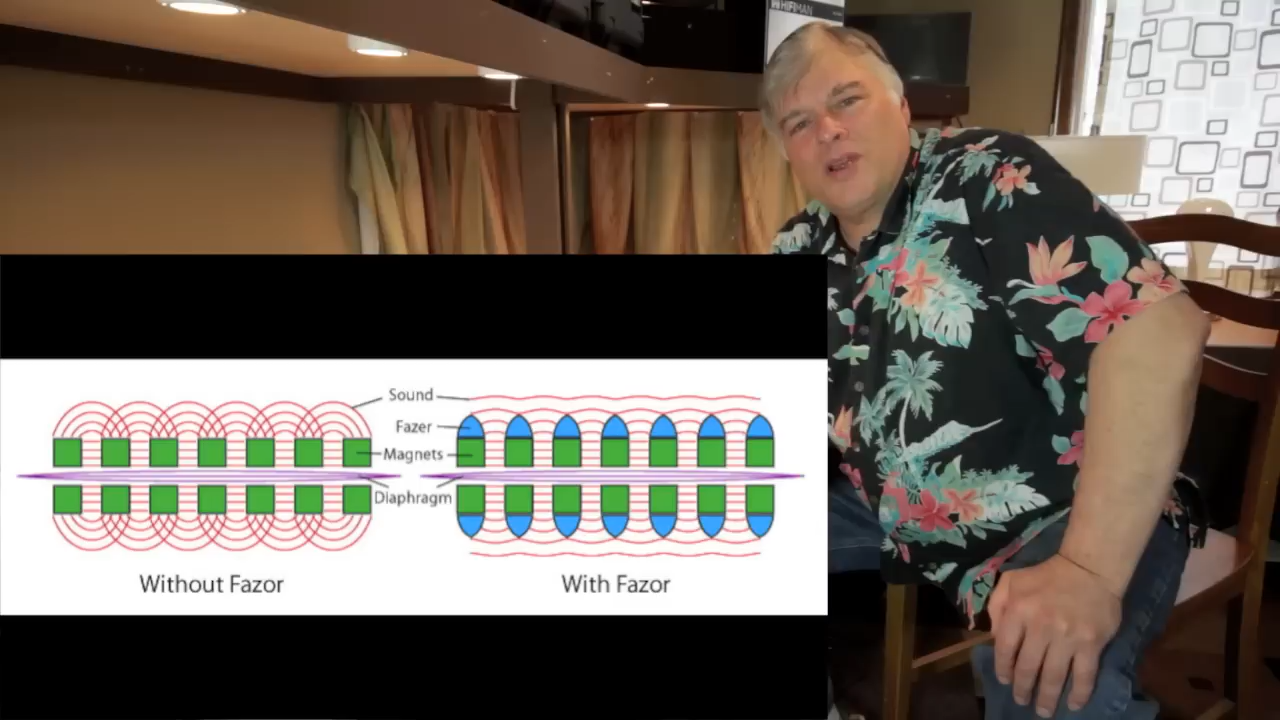 HIFIMAN
Sound
Fazer
Magnets
Diaphragm
Without Fazor
With Fazor